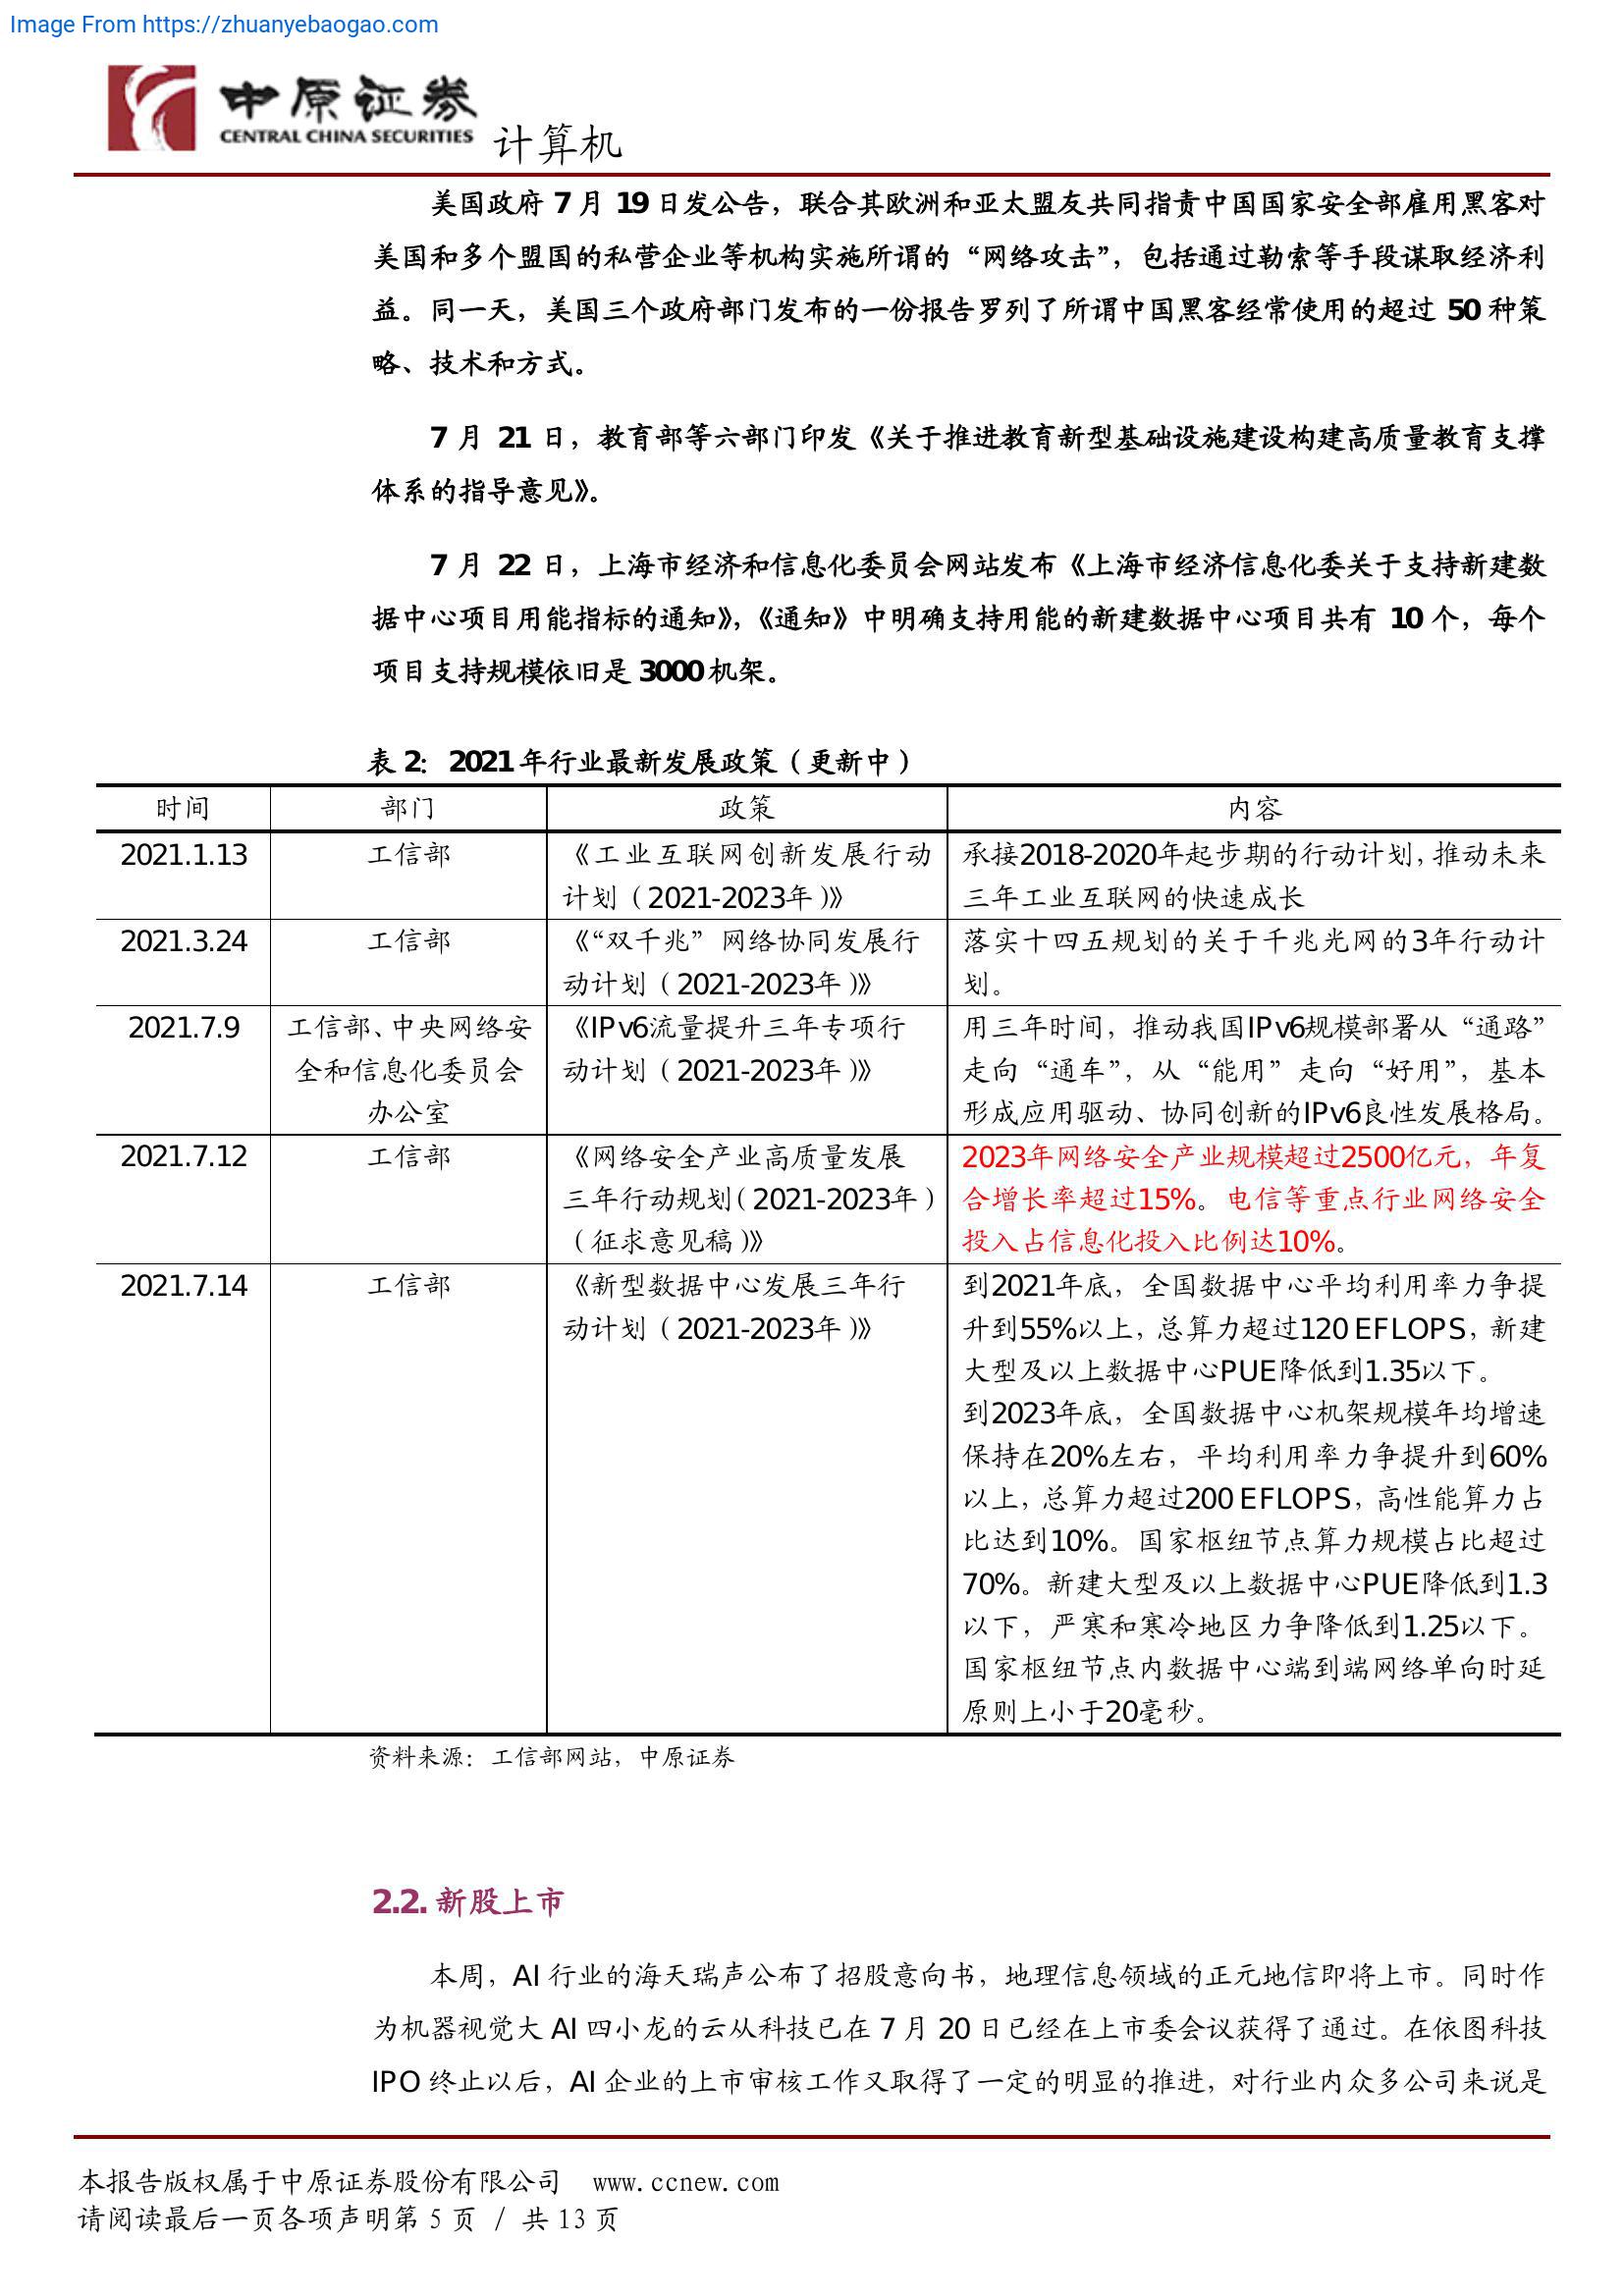 Image From https://zhuanyebaogao.com
中原证券
CENTRAL CHINA SECURITIES
计算机
美国政府 7 月 19 日发公告，联合其欧洲和亚太盟友共同指责中国国家安全部雇用黑客对
美国和多个盟国的私营企业等机构实施所谓的“网络攻击”，包括通过勒索等手段谋取经济利
益。同一天，美国三个政府部门发布的一份报告罗列了所谓中国黑客经常使用的超过 50 种策
略、技术和方式。
7 月 21 日，教育部等六部门印发《关于推进教育新型基础设施建设构建高质量教育支撑
体系的指导意见》。
7 月 22 日，上海市经济和信息化委员会网站发布《上海市经济信息化委关于支持新建数
据中心项目用能指标的通知》，《通知》中明确支持用能的新建数据中心项目共有 10 个，每个
项目支持规模依旧是 3000 机架。
表 2：2021 年行业最新发展政策（更新中）
时间 部门 政策 内容
2021.1.13 工信部 《工业互联网创新发展行动 承接2018-2020年起步期的行动计划，推动未来
计划（2021-2023年）》 三年工业互联网的快速成长
2021.3.24 工信部 《“双千兆”网络协同发展行 落实十四五规划的关于千兆光网的3年行动计
动计划（2021-2023年）》 划。
2021.7.9 工信部、中央网络安 《IPv6流量提升三年专项行 用三年时间，推动我国IPv6规模部署从“通路”
全和信息化委员会 动计划（2021-2023年）》 走向“通车”，从“能用”走向“好用”，基本
办公室 形成应用驱动、协同创新的IPv6良性发展格局。
2021.7.12 工信部 《网络安全产业高质量发展 2023年网络安全产业规模超过2500亿元，年复
三年行动规划（2021-2023年） 合增长率超过15%。电信等重点行业网络安全
（征求意见稿）》 投入占信息化投入比例达10%。
2021.7.14 工信部 《新型数据中心发展三年行 到2021年底，全国数据中心平均利用率力争提
动计划（2021-2023年）》 升到55%以上，总算力超过120 EFLOPS，新建
大型及以上数据中心PUE降低到1.35以下。
到2023年底，全国数据中心机架规模年均增速
保持在20%左右，平均利用率力争提升到60%
以上，总算力超过200 EFLOPS，高性能算力占
比达到10%。国家枢纽节点算力规模占比超过
70%。新建大型及以上数据中心PUE降低到1.3
以下，严寒和寒冷地区力争降低到1.25以下。
国家枢纽节点内数据中心端到端网络单向时延
原则上小于20毫秒。
资料来源：工信部网站，中原证券
2.2. 新股上市
本周，AI 行业的海天瑞声公布了招股意向书，地理信息领域的正元地信即将上市。同时作
为机器视觉大 AI 四小龙的云从科技已在 7 月 20 日已经在上市委会议获得了通过。在依图科技
IPO 终止以后，AI 企业的上市审核工作又取得了一定的明显的推进，对行业内众多公司来说是
本报告版权属于中原证券股份有限公司 www.ccnew.com
请阅读最后一页各项声明第 5 页 / 共 13 页